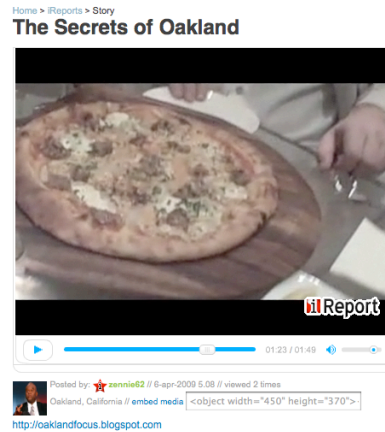 Home > iReports > Story
The Secrets of Oakland
iReport
01:23 / 01:49
Posted by: zennie62 // 6-apr-2009 5.08 // viewed 2 times
Oakland, California // embed media <object width="450" height="370">
http://oaklandfocus.blogspot.com